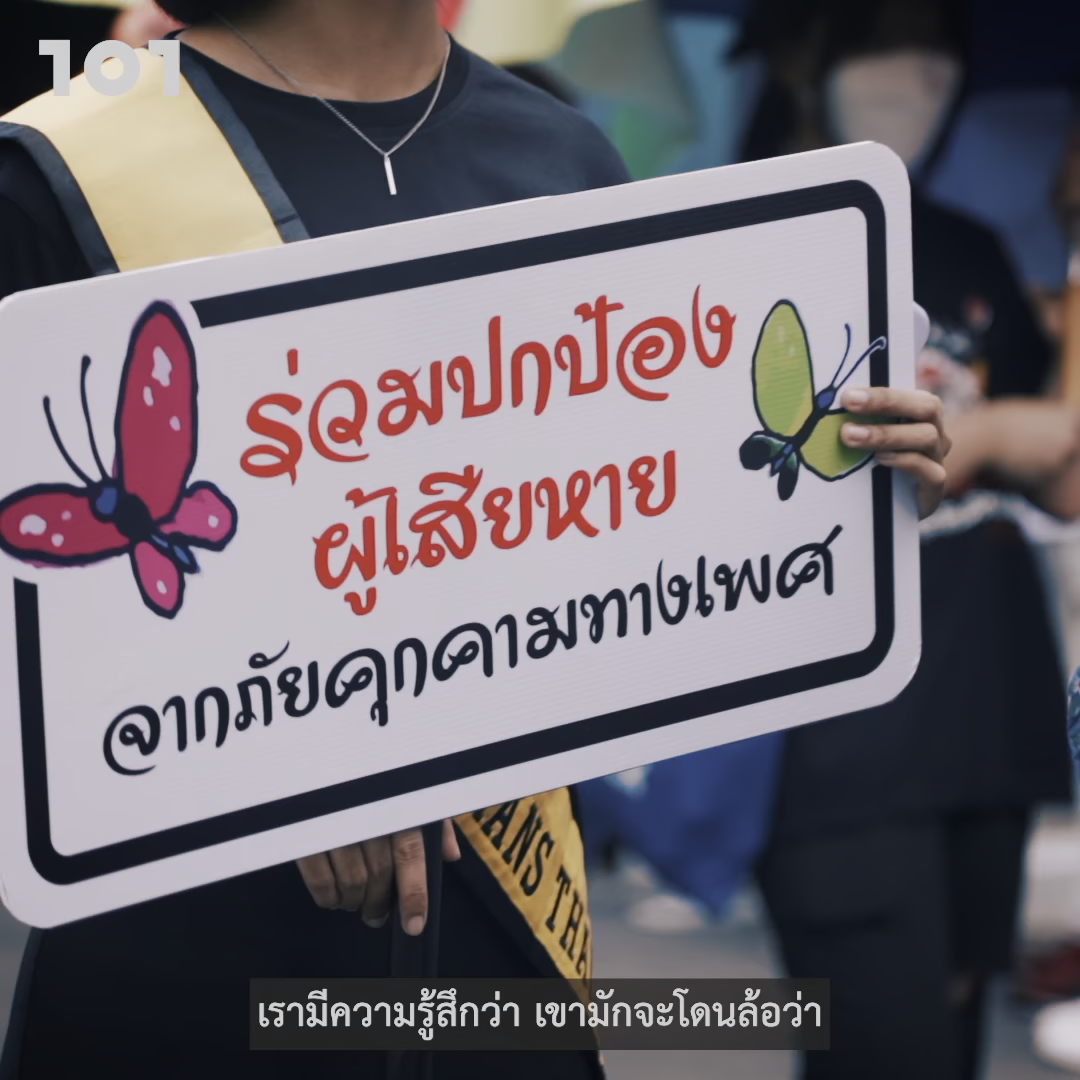 101
ร่วมปกป้อง
ผู้เสียหาย
จากภัยคุกคามทางเพศ
ANS TH
เรามีความรู้สึกว่า เขามักจะโดนล้อว่า